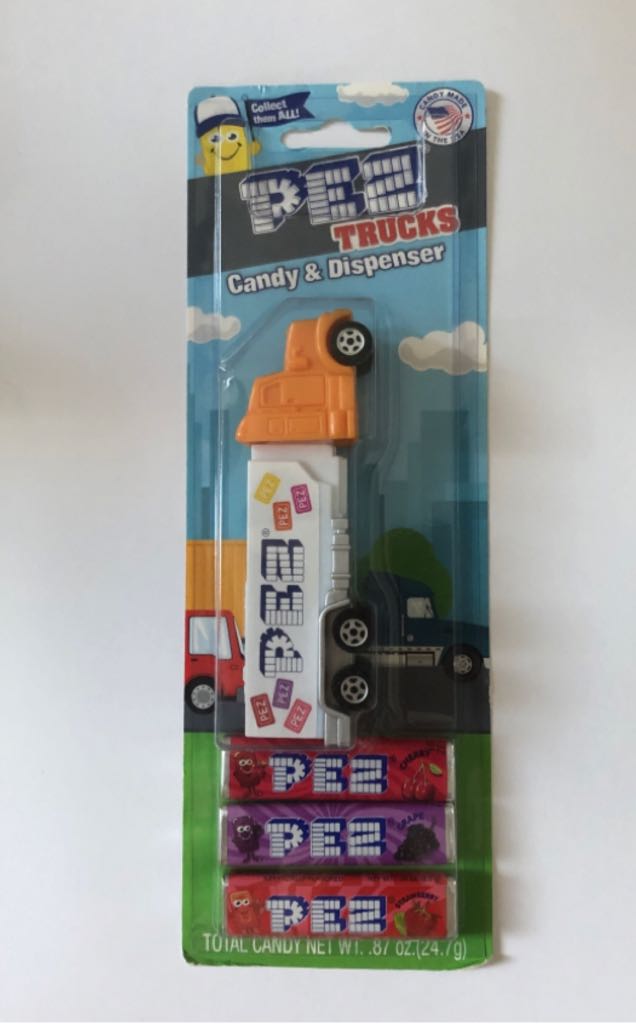 Collect
them ALL!
CANDY MADE
IN THE USA
PEZ
TRUCKS
Candy & Dispenser
PEZ
PEZ
PEZ
PEZ®
PEZ
PEZ
PEZ
PEZ
CHERRY
PEZ
GRAPE
PEZ
STRAWBERRY
TOTAL CANDY NET WT. .87 oz.(24.7g)